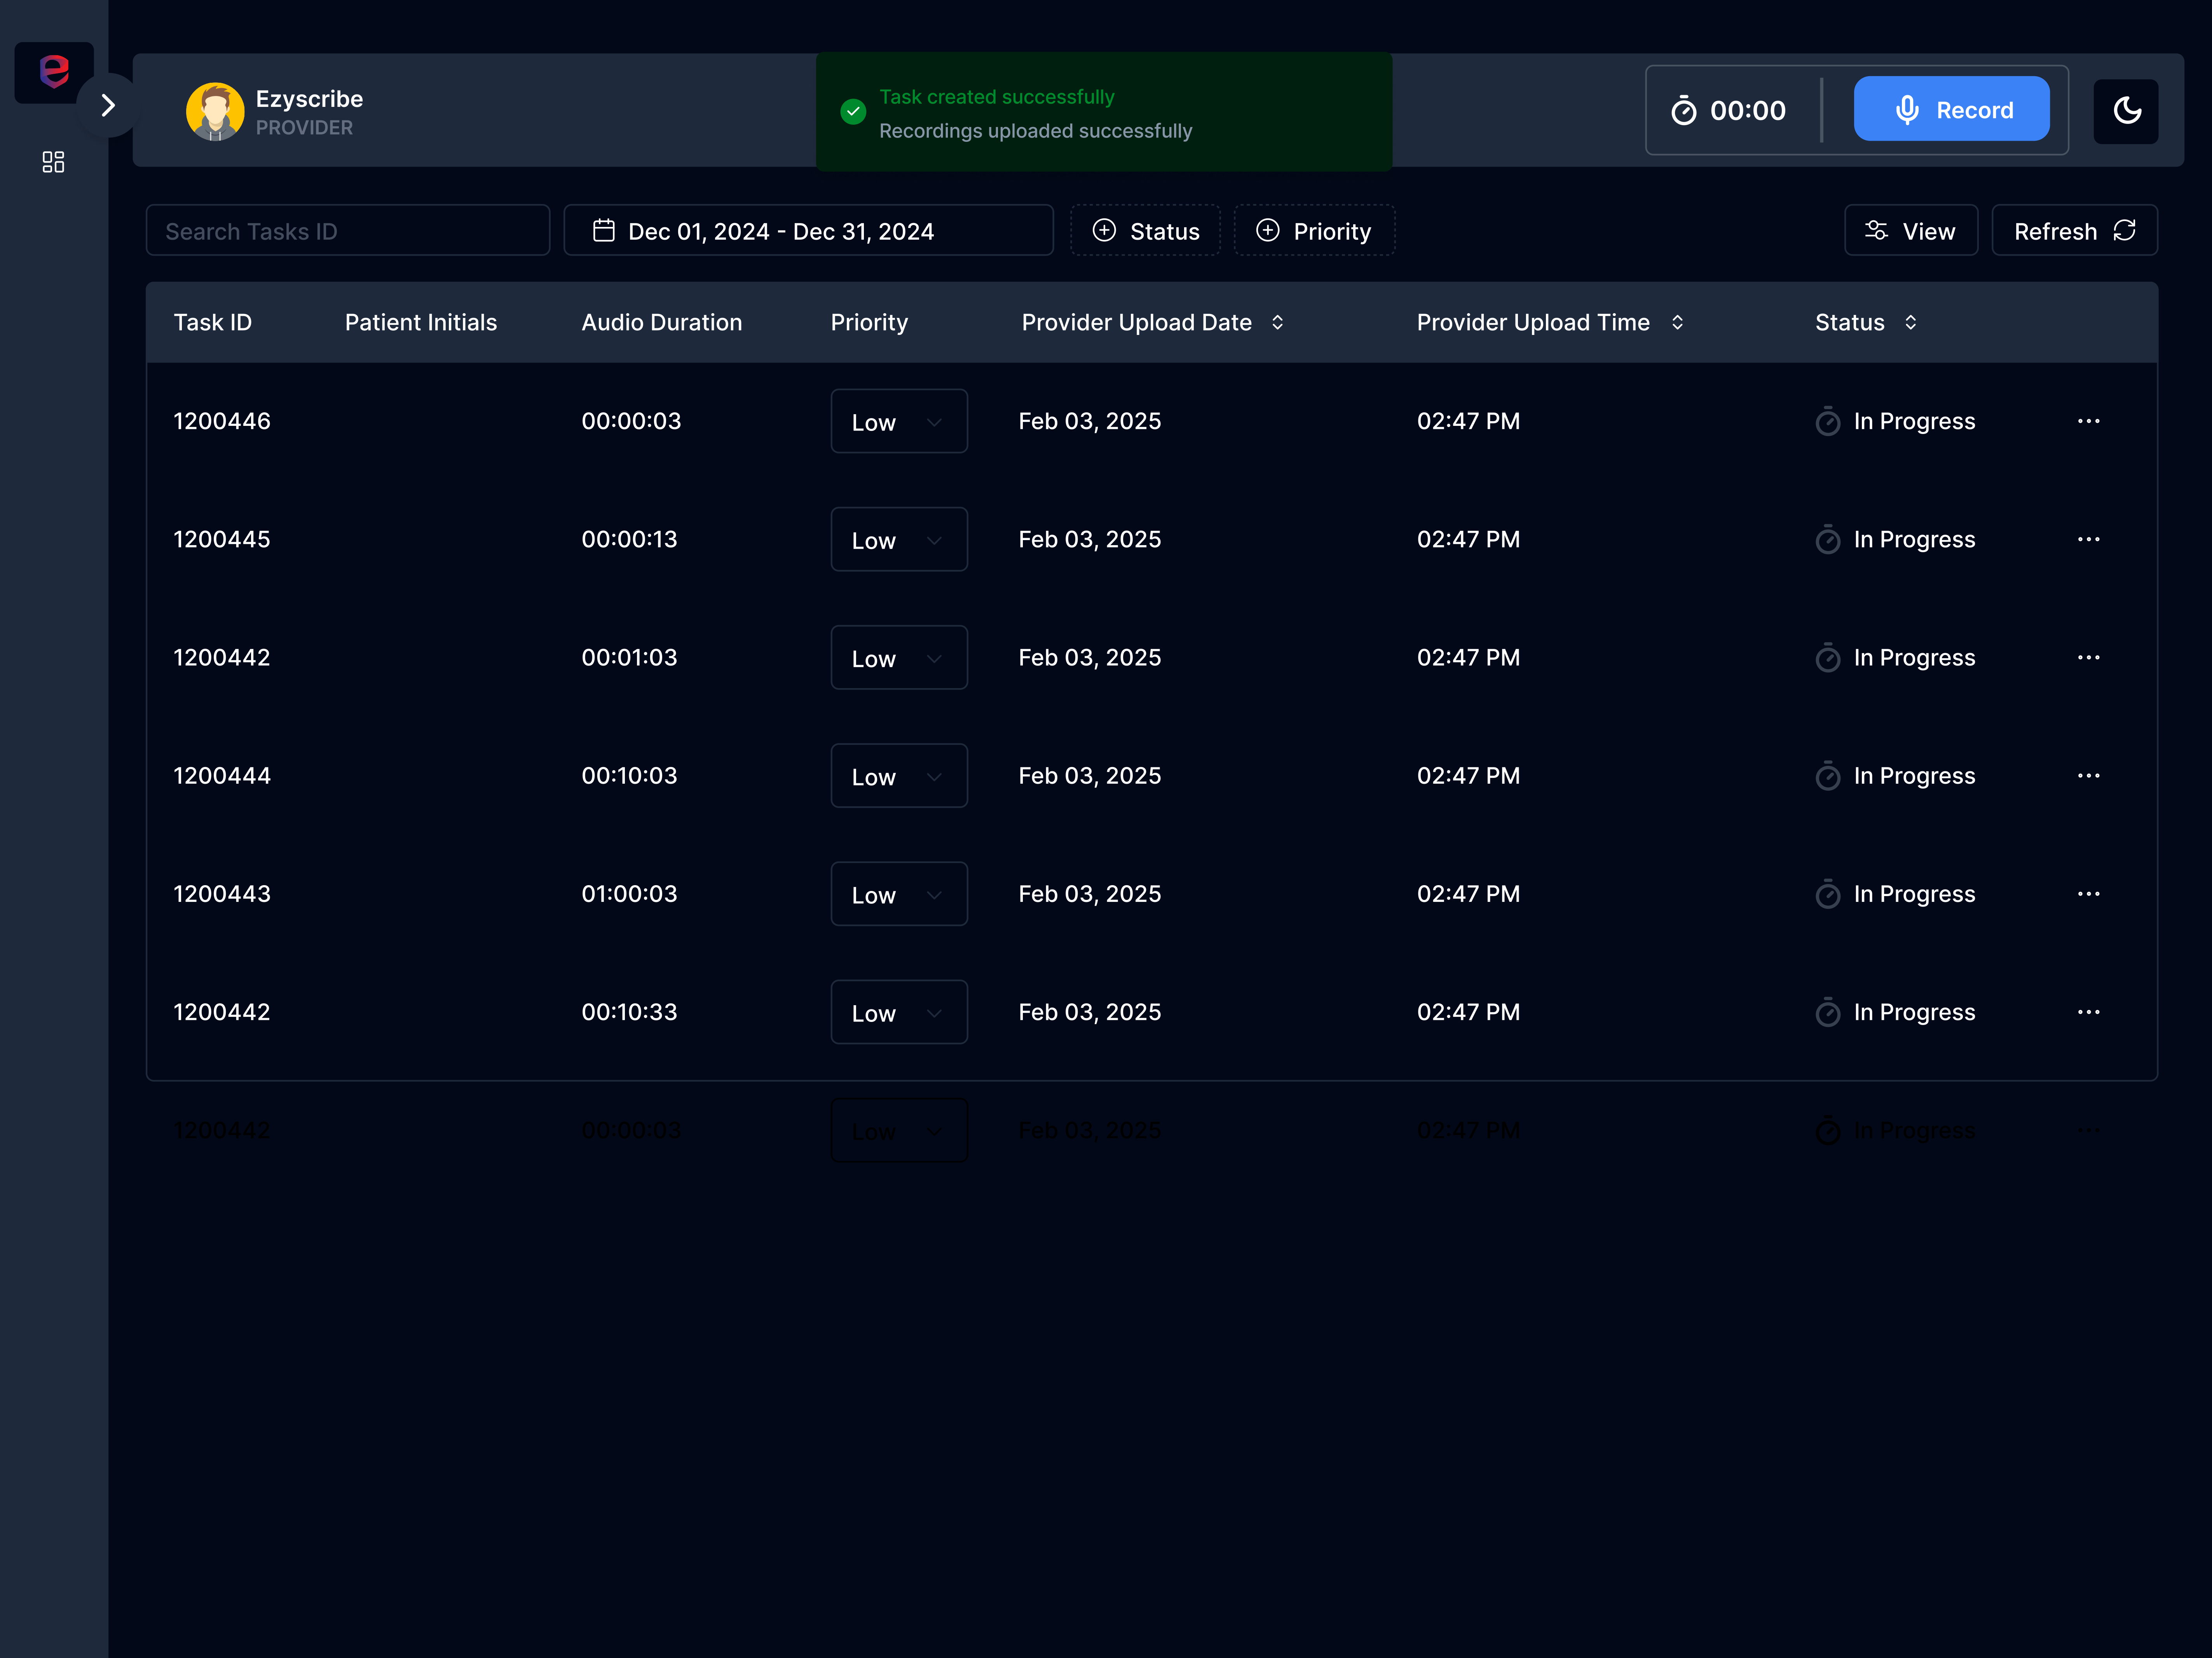 Ezyscribe
PROVIDER
Task created successfully
Recordings uploaded successfully
00:00
Record
Search Tasks ID
Dec 01, 2024 - Dec 31, 2024
Status
Priority
View
Refresh
Task ID Patient Initials Audio Duration Priority Provider Upload Date Provider Upload Time Status
1200446 00:00:03 Low Feb 03, 2025 02:47 PM In Progress
1200445 00:00:13 Low Feb 03, 2025 02:47 PM In Progress
1200442 00:01:03 Low Feb 03, 2025 02:47 PM In Progress
1200444 00:10:03 Low Feb 03, 2025 02:47 PM In Progress
1200443 01:00:03 Low Feb 03, 2025 02:47 PM In Progress
1200442 00:10:33 Low Feb 03, 2025 02:47 PM In Progress
1200442 00:00:03 Low Feb 03, 2025 02:47 PM In Progress